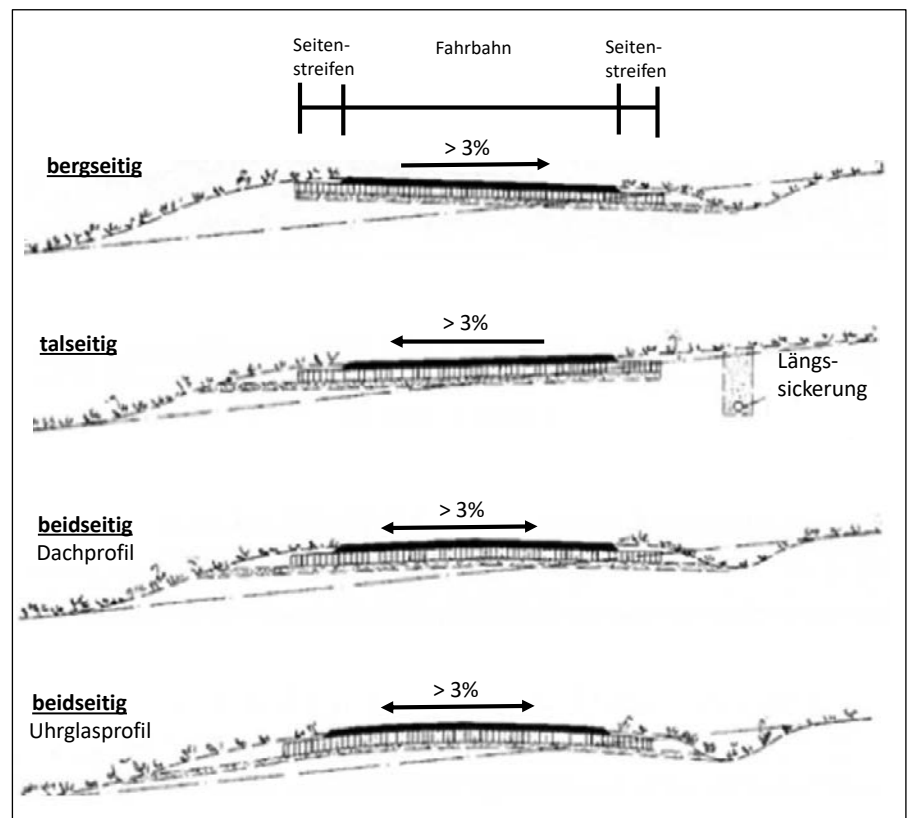 Seiten-
streifen
Fahrbahn
Seiten-
streifen
bergseitig
> 3%
talseitig
> 3%
Längs-
sickerung
beidseitig
Dachprofil
> 3%
beidseitig
Uhrglasprofil
> 3%